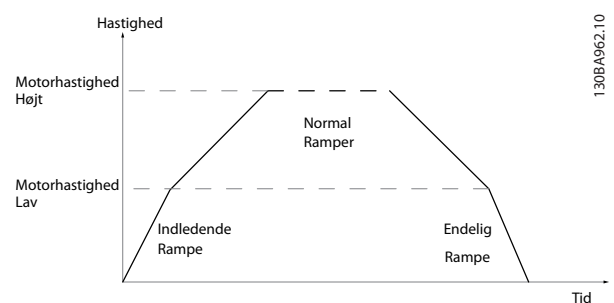 Hastighed
130BA962.10
Motorhastighed
Højt
Normal
Ramper
Motorhastighed
Lav
Indledende
Rampe
Endelig
Rampe
Tid